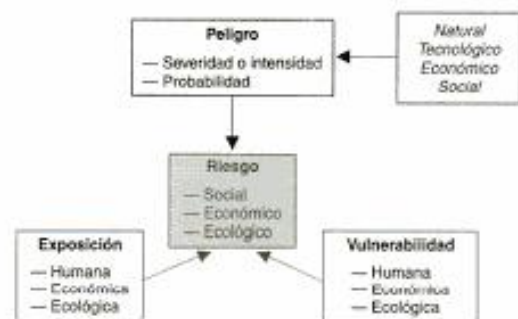 Peligro
— Severidad o intensidad
— Probabilidad
Natural
Tecnológico
Económico
Social
Riesgo
— Social
— Económico
— Ecológico
Exposición
— Humana
— Económica
— Ecológica
Vulnerabilidad
— Humana
— Económica
— Ecológica